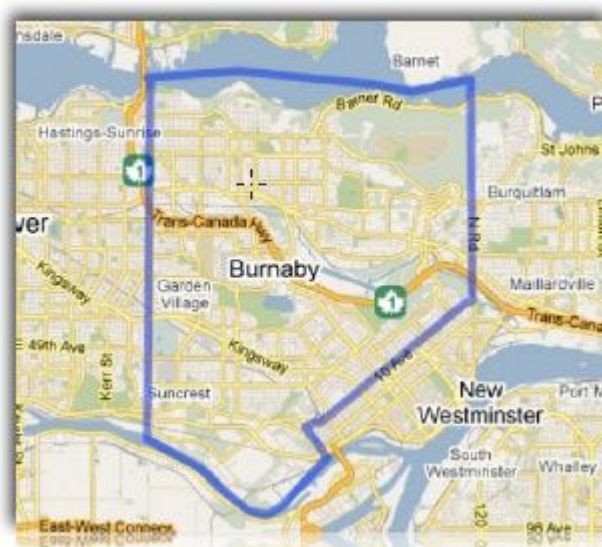 nsdale
Barnet
Barnet Rd
Hastings-Sunrise
St Johns
1
Burquitlam
ver
Trans-Canada Hwy
N Rd
Burnaby
Kingsway
Garden
Village
Maillardville
1
Trans-Cana
E 49th Ave
Kingsway
Kerr St
10 Ave
Suncrest
New
Westminster
Port M
South
Westminster
Whalley
120
East-West Connec
96 Ave